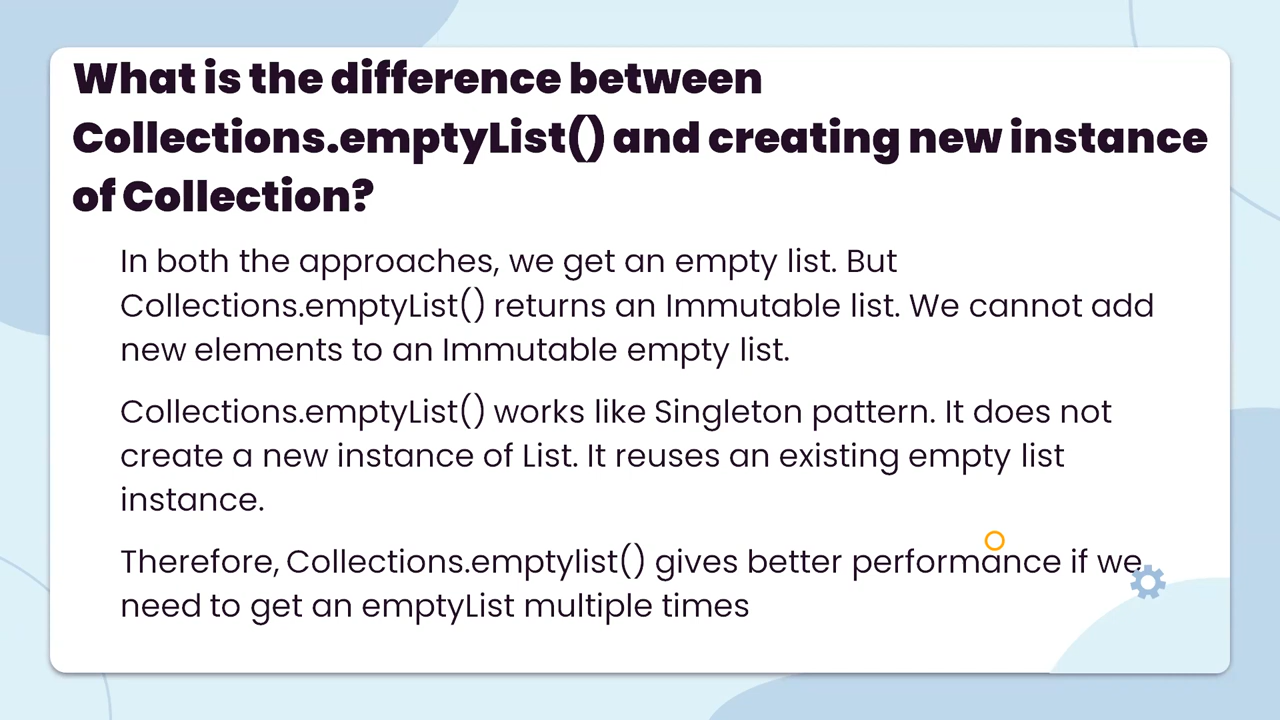 What is the difference between
Collections.emptyList() and creating new instance
of Collection?
In both the approaches, we get an empty list. But
Collections.emptyList() returns an Immutable list. We cannot add
new elements to an Immutable empty list.
Collections.emptyList() works like Singleton pattern. It does not
create a new instance of List. It reuses an existing empty list
instance.
Therefore, Collections.emptylist() gives better performance if we
need to get an emptyList multiple times